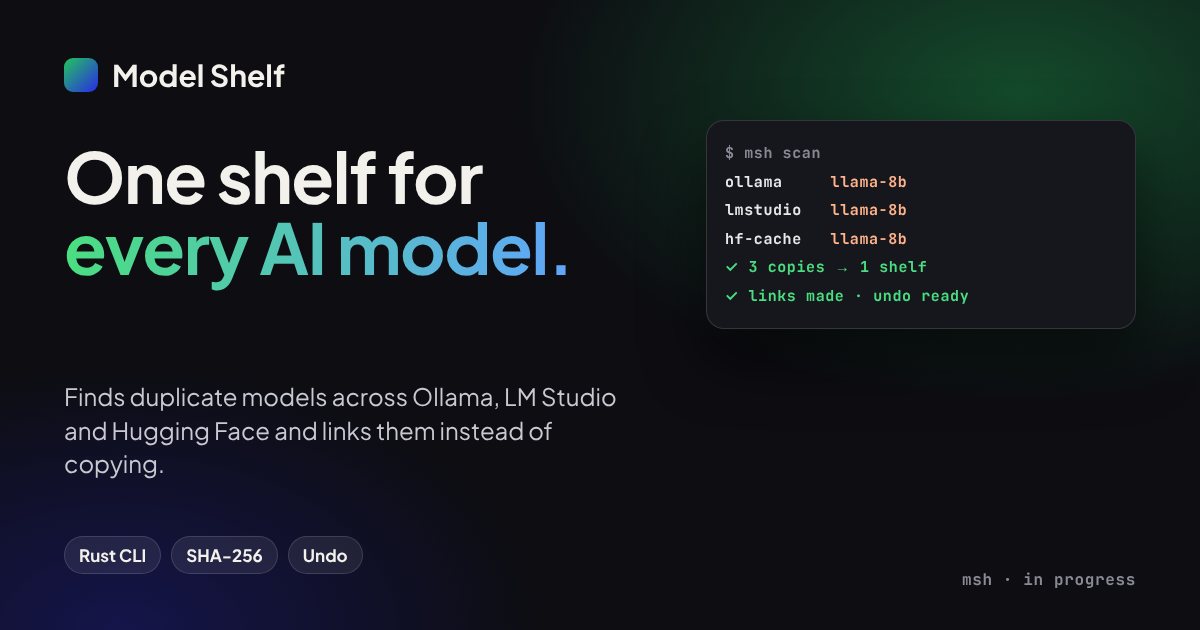 Model Shelf
One shelf for
every AI model.
Finds duplicate models across Ollama, LM Studio
and Hugging Face and links them instead of
copying.
Rust CLI
SHA-256
Undo
$ msh scan
ollama llama-8b
lmstudio llama-8b
hf-cache llama-8b
✓ 3 copies → 1 shelf
✓ links made · undo ready
msh · in progress